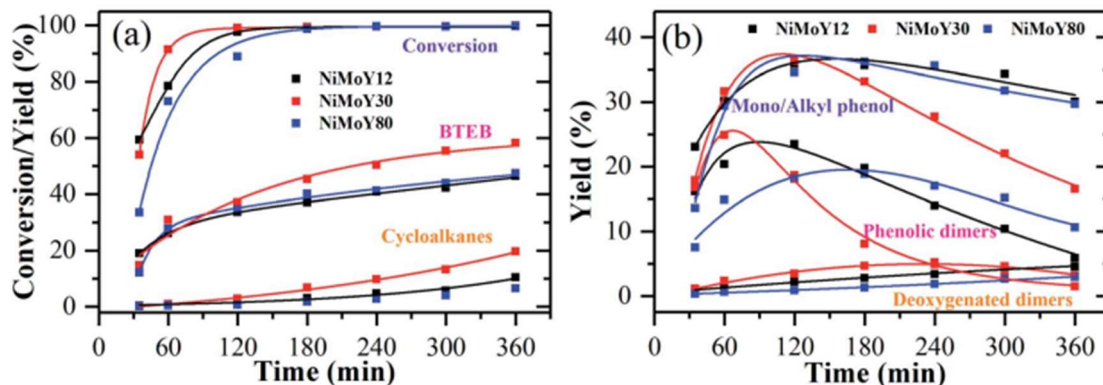 (a)
Conversion
NiMoY12
NiMoY30
NiMoY80
BTEB
Cycloalkanes
Conversion/Yield (%)
100
80
60
40
20
0
0 60 120 180 240 300 360
Time (min)
(b)
NiMoY12 NiMoY30 NiMoY80
Mono/Alkyl phenol
Phenolic dimers
Deoxygenated dimers
Yield (%)
40
30
20
10
0
0 60 120 180 240 300 360
Time (min)